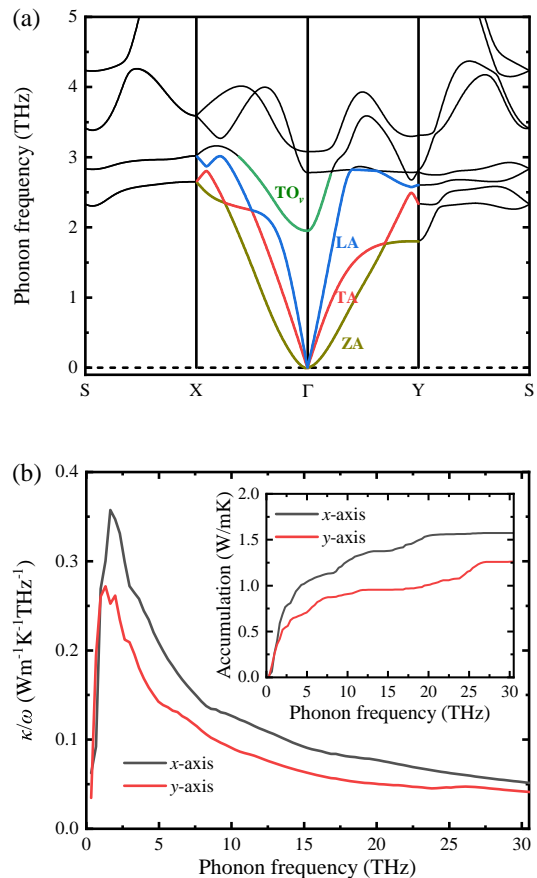 (a)
Phonon frequency (THz)
5
4
3
2
1
0
TOᵥ
LA
TA
ZA
S
X
Γ
Y
S
(b)
κ/ω (Wm⁻¹K⁻¹THz⁻¹)
0.4
0.3
0.2
0.1
0.0
x-axis
y-axis
0
5
10
15
20
25
30
Phonon frequency (THz)
Accumulation (W/mK)
2.0
1.5
1.0
0.5
0.0
x-axis
y-axis
0
5
10
15
20
25
30
Phonon frequency (THz)